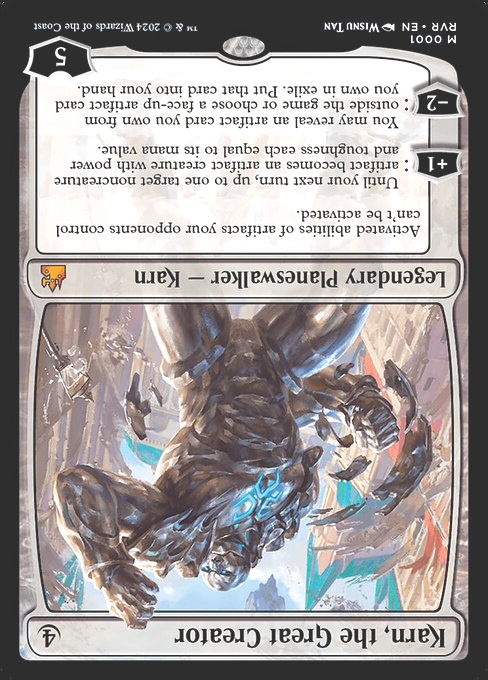 Karn, the Great Creator 4
Legendary Planeswalker — Karn
Activated abilities of artifacts your opponents control
can't be activated.
+1 : Until your next turn, up to one target noncreature
artifact becomes an artifact creature with power
and toughness each equal to its mana value.
−2 : You may reveal an artifact card you own from
outside the game or choose a face-up artifact card
you own in exile. Put that card into your hand.
5
M 0001
RVR • EN WISNU TAN
™ & © 2024 Wizards of the Coast